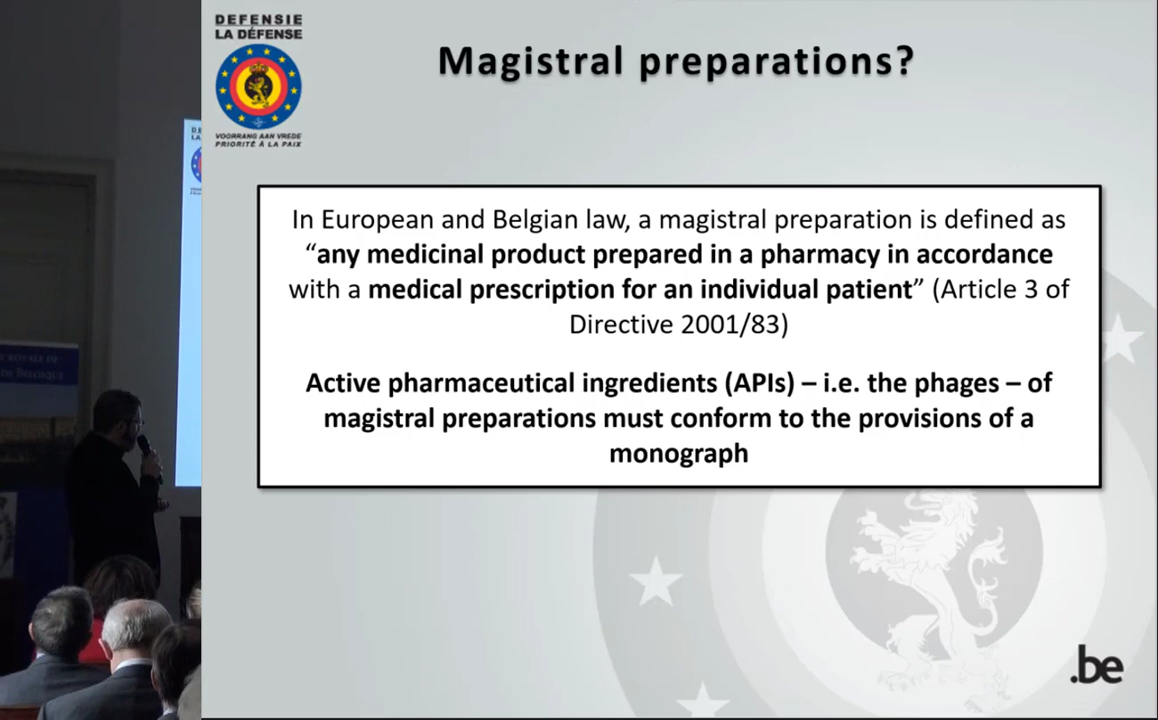 DEFENSIE
LA DÉFENSE
VOORRANG AAN VREDE
PRIORITÉ À LA PAIX
Magistral preparations?
In European and Belgian law, a magistral preparation is defined as
“any medicinal product prepared in a pharmacy in accordance
with a medical prescription for an individual patient” (Article 3 of
Directive 2001/83)
Active pharmaceutical ingredients (APIs) – i.e. the phages – of
magistral preparations must conform to the provisions of a
monograph
.be